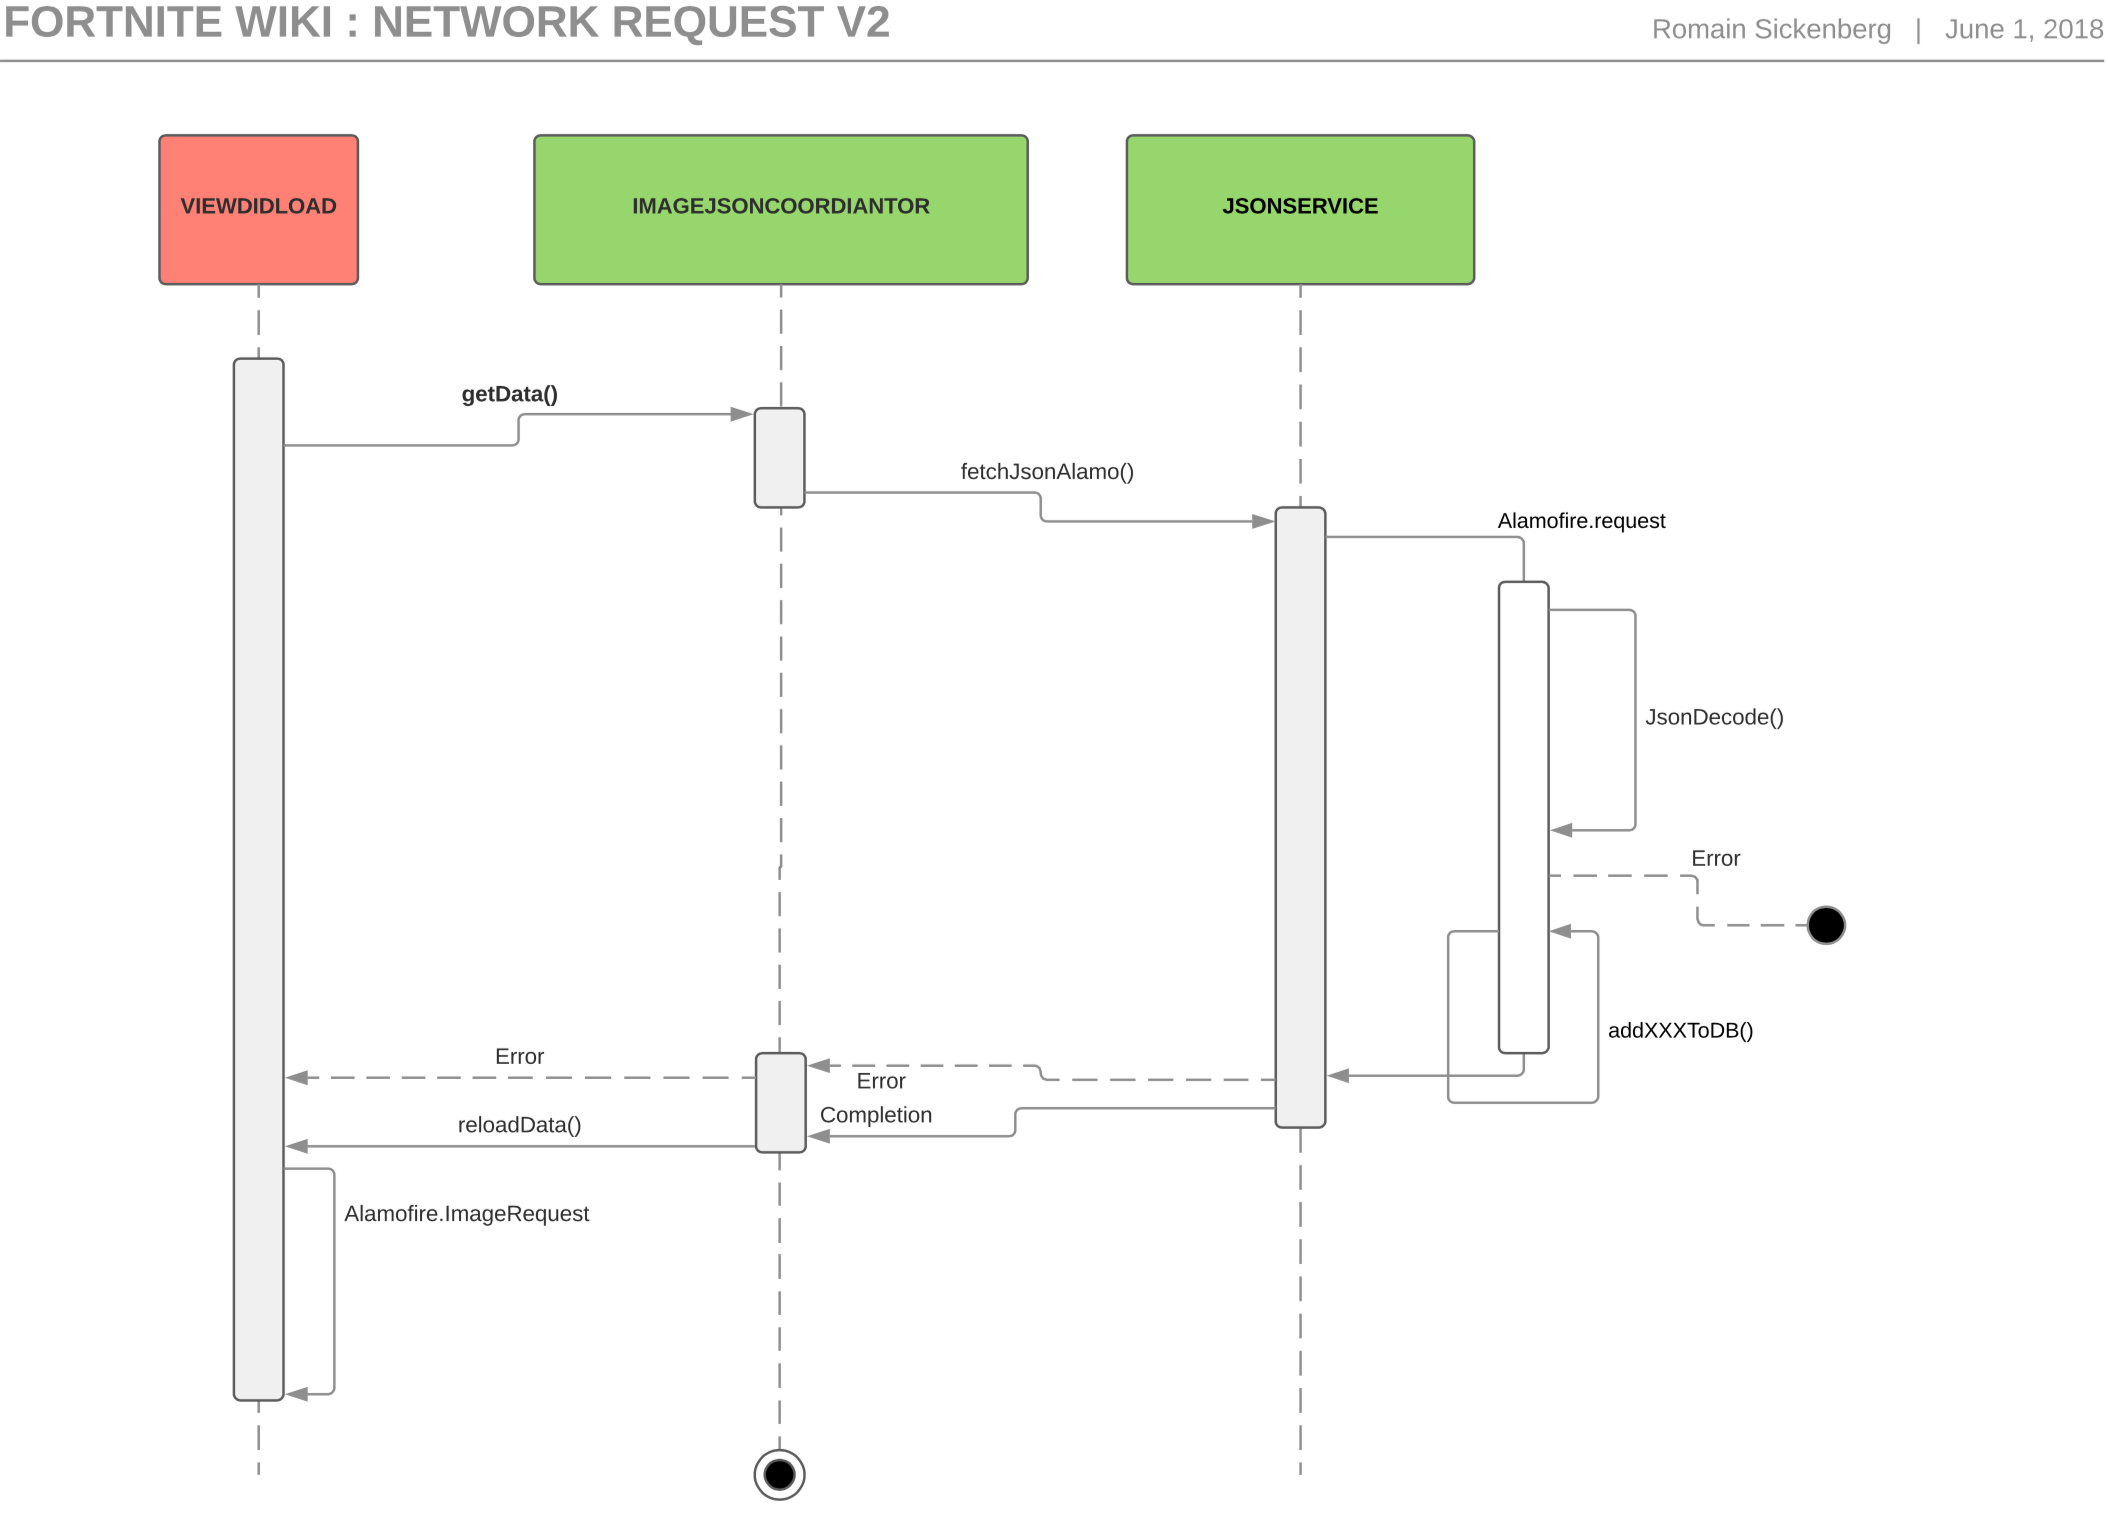 FORTNITE WIKI : NETWORK REQUEST V2
Romain Sickenberg | June 1, 2018
VIEWDIDLOAD
IMAGEJSONCOORDIANTOR
JSONSERVICE
getData()
fetchJsonAlamo()
Alamofire.request
JsonDecode()
Error
addXXXToDB()
Error
Error
Completion
reloadData()
Alamofire.ImageRequest